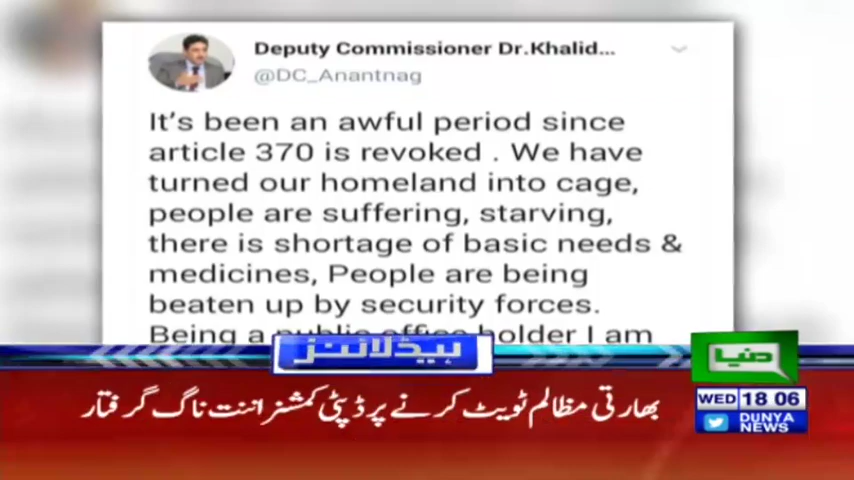 Deputy Commissioner Dr.Khalid...
@DC_Anantnag
It's been an awful period since
article 370 is revoked . We have
turned our homeland into cage,
people are suffering, starving,
there is shortage of basic needs &
medicines, People are being
beaten up by security forces.
Being a public office holder I am
ہیڈلائنز
دنیا
بھارتی مظالم ٹویٹ کرنے پر ڈپٹی کمشنر اننت ناگ گرفتار
WED 18 06
DUNYA
NEWS